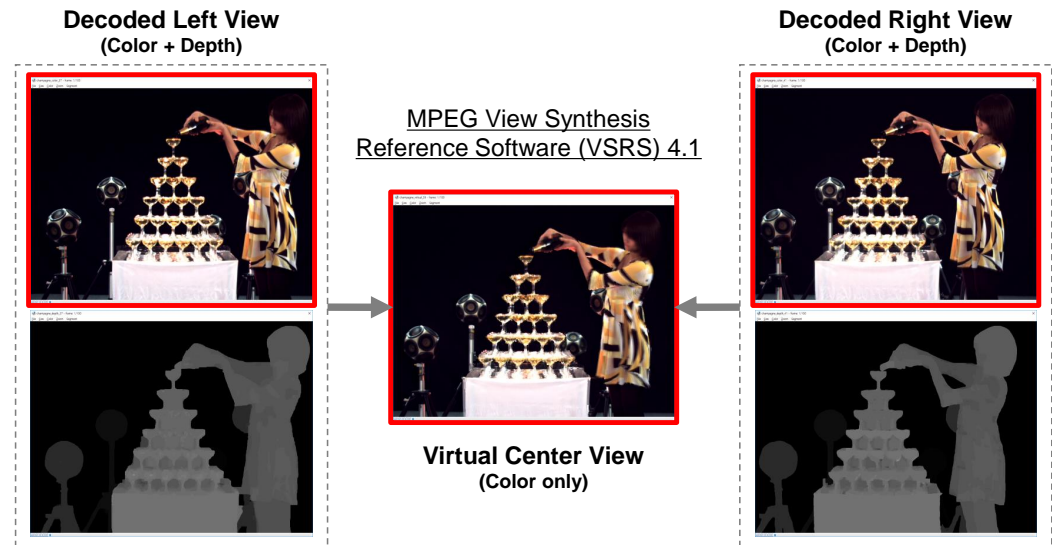 Decoded Left View
(Color + Depth)
Decoded Right View
(Color + Depth)
MPEG View Synthesis
Reference Software (VSRS) 4.1
Virtual Center View
(Color only)